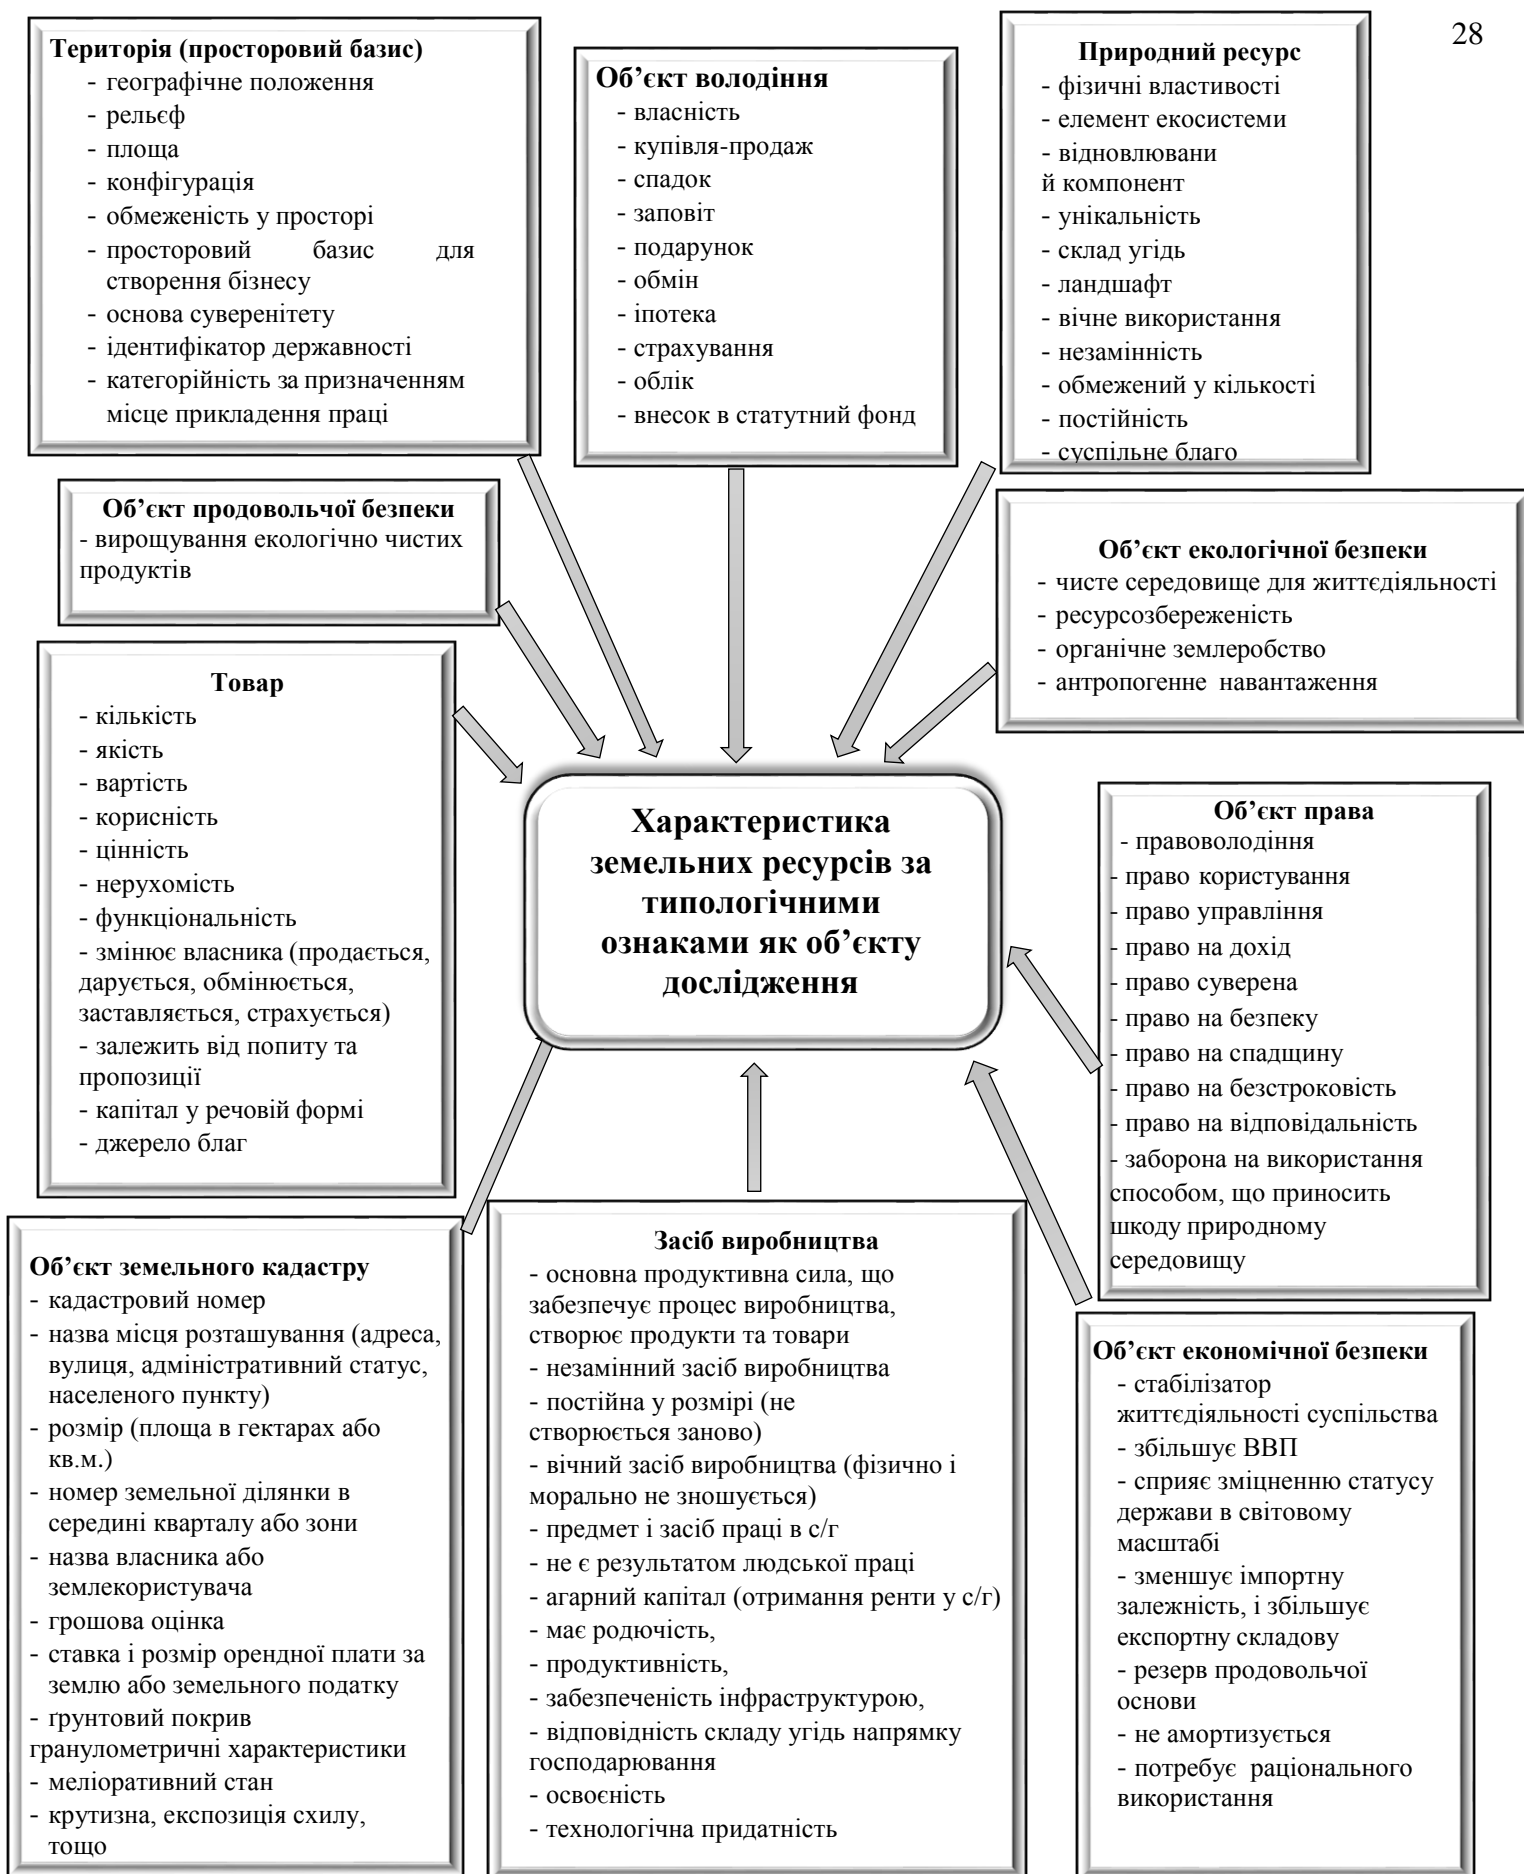 28
Територія (просторовий базис)
- географічне положення
- рельєф
- площа
- конфігурація
- обмеженість у просторі
- просторовий базис для
створення бізнесу
- основа суверенітету
- ідентифікатор державності
- категорійність за призначенням
місце прикладення праці
Об’єкт володіння
- власність
- купівля-продаж
- спадок
- заповіт
- подарунок
- обмін
- іпотека
- страхування
- облік
- внесок в статутний фонд
Природний ресурс
- фізичні властивості
- елемент екосистеми
- відновлювани
й компонент
- унікальність
- склад угідь
- ландшафт
- вічне використання
- незамінність
- обмежений у кількості
- постійність
- суспільне благо
Об’єкт продовольчої безпеки
- вирощування екологічно чистих
продуктів
Об’єкт екологічної безпеки
- чисте середовище для життєдіяльності
- ресурсозбереженість
- органічне землеробство
- антропогенне навантаження
Товар
- кількість
- якість
- вартість
- корисність
- цінність
- нерухомість
- функціональність
- змінює власника (продається,
дарується, обмінюється,
заставляється, страхується)
- залежить від попиту та
пропозиції
- капітал у речовій формі
- джерело благ
Характеристика
земельних ресурсів за
типологічними
ознаками як об’єкту
дослідження
Об’єкт права
- правоволодіння
- право користування
- право управління
- право на дохід
- право суверена
- право на безпеку
- право на спадщину
- право на безстроковість
- право на відповідальність
- заборона на використання
способом, що приносить
шкоду природному
середовищу
Об’єкт земельного кадастру
- кадастровий номер
- назва місця розташування (адреса,
вулиця, адміністративний статус,
населеного пункту)
- розмір (площа в гектарах або
кв.м.)
- номер земельної ділянки в
середині кварталу або зони
- назва власника або
землекористувача
- грошова оцінка
- ставка і розмір орендної плати за
землю або земельного податку
- ґрунтовий покрив
гранулометричні характеристики
- меліоративний стан
- крутизна, експозиція схилу,
тощо
Засіб виробництва
- основна продуктивна сила, що
забезпечує процес виробництва,
створює продукти та товари
- незамінний засіб виробництва
- постійна у розмірі (не
створюється заново)
- вічний засіб виробництва (фізично і
морально не зношується)
- предмет і засіб праці в с/г
- не є результатом людської праці
- агарний капітал (отримання ренти у с/г)
- має родючість,
- продуктивність,
- забезпеченість інфраструктурою,
- відповідність складу угідь напрямку
господарювання
- освоєність
- технологічна придатність
Об’єкт економічної безпеки
- стабілізатор
життєдіяльності суспільства
- збільшує ВВП
- сприяє зміцненню статусу
держави в світовому
масштабі
- зменшує імпортну
залежність, і збільшує
експортну складову
- резерв продовольчої
основи
- не амортизується
- потребує раціонального
використання